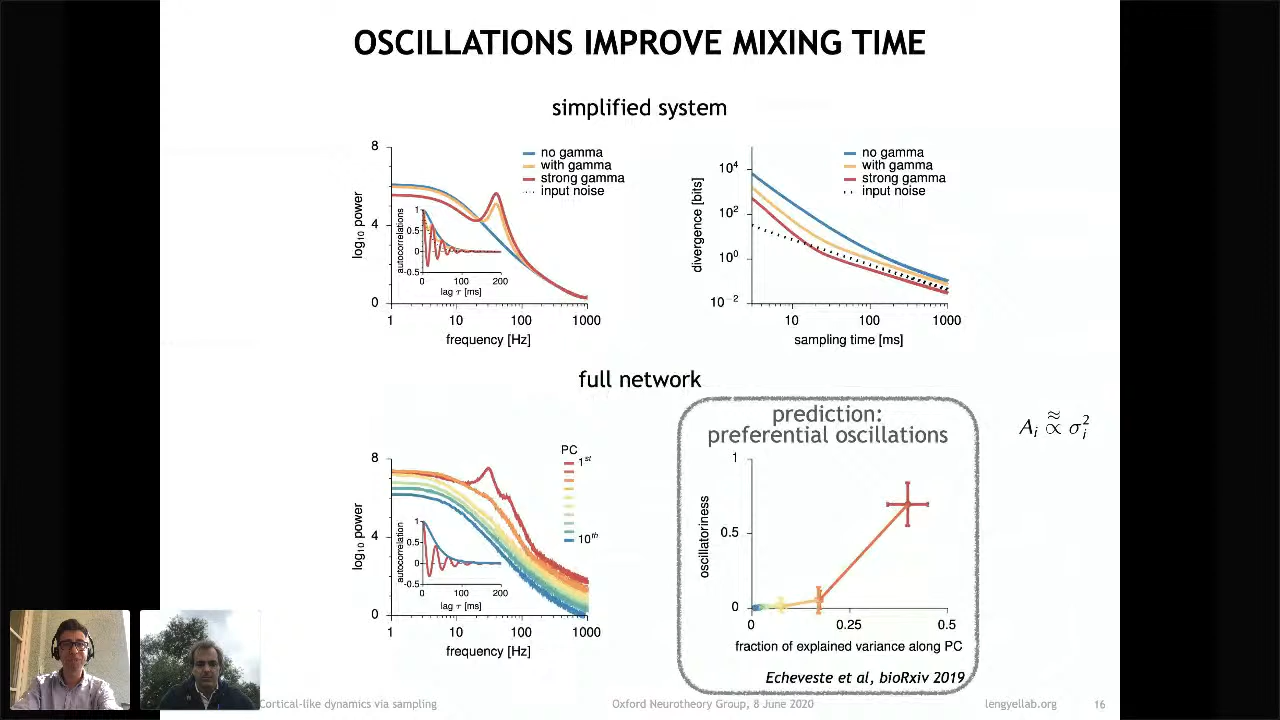 OSCILLATIONS IMPROVE MIXING TIME
simplified system
8
4
0
log₁₀ power
no gamma
with gamma
strong gamma
input noise
autocorrelations
1
0.5
0
-0.5
0 100 200
lag τ [ms]
1 10 100 1000
frequency [Hz]
divergence [bits]
10⁴
10²
10⁰
10⁻²
no gamma
with gamma
strong gamma
input noise
10 100 1000
sampling time [ms]
full network
8
4
0
log₁₀ power
PC
1ˢᵗ
10ᵗʰ
autocorrelation
1
0.5
0
-0.5
0 100 200
lag τ [ms]
1 10 100 1000
frequency [Hz]
prediction:
preferential oscillations
1
0.5
0
oscillatoriness
0 0.25 0.5
fraction of explained variance along PC
Echeveste et al, bioRxiv 2019
Aᵢ ∝̃̃ σᵢ²
Cortical-like dynamics via sampling
Oxford Neurotheory Group, 8 June 2020
lengyellab.org
16